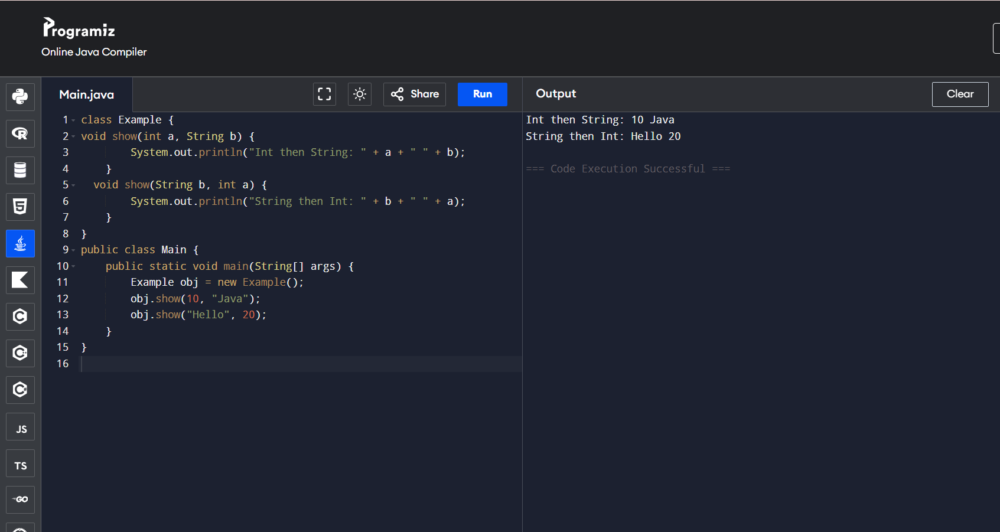 Programiz
Online Java Compiler
Main.java
Share
Run
Output
Clear
1 class Example {
2 void show(int a, String b) {
3         System.out.println("Int then String: " + a + " " + b);
4     }
5   void show(String b, int a) {
6         System.out.println("String then Int: " + b + " " + a);
7     }
8 }
9 public class Main {
10     public static void main(String[] args) {
11         Example obj = new Example();
12         obj.show(10, "Java");
13         obj.show("Hello", 20);
14     }
15 }
16
Int then String: 10 Java
String then Int: Hello 20
=== Code Execution Successful ===
R
5
C
C
C
JS
TS
GO